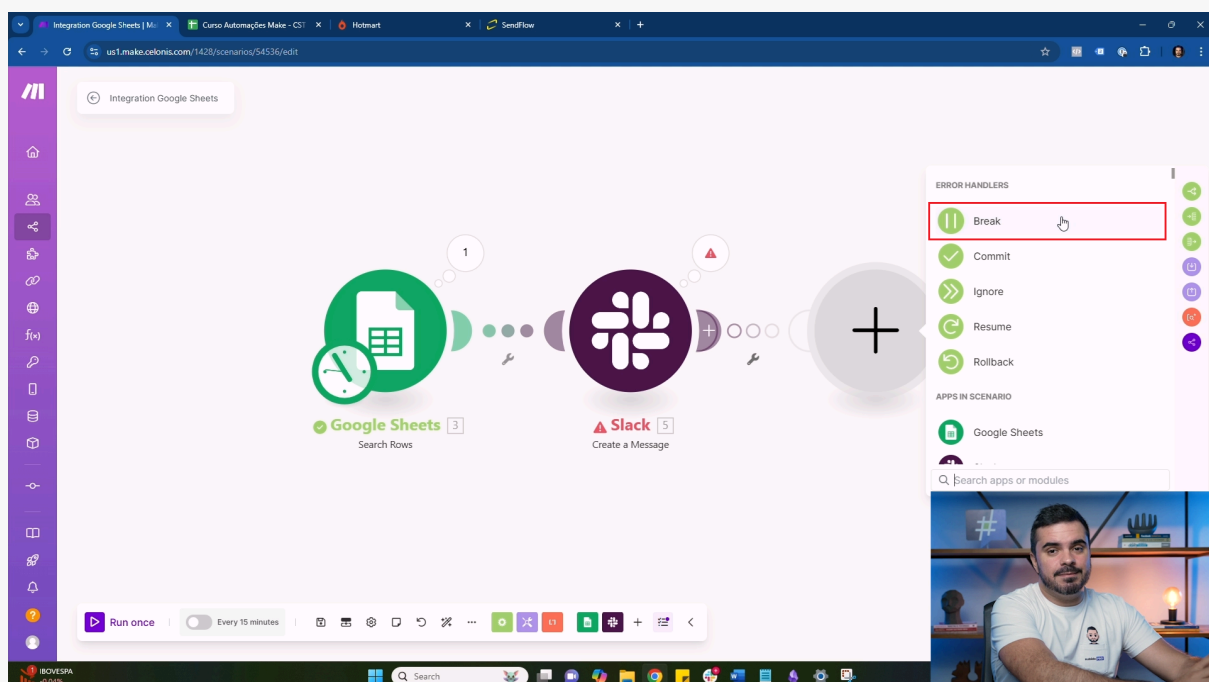 Integration Google Sheets | Ma
Curso Automações Make - CST
Hotmart
SendFlow
us1.make.celonis.com/1428/scenarios/54536/edit
Integration Google Sheets
ERROR HANDLERS
Break
Commit
Ignore
Resume
Rollback
APPS IN SCENARIO
Google Sheets
Search apps or modules
1
Google Sheets 3
Search Rows
Slack 5
Create a Message
Run once
Every 15 minutes
IBOVESPA
-0.04%
Search